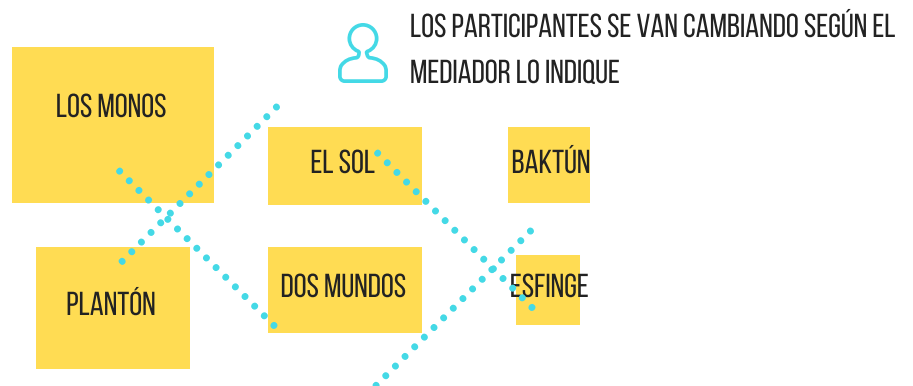 LOS PARTICIPANTES SE VAN CAMBIANDO SEGÚN EL
MEDIADOR LO INDIQUE
LOS MONOS
EL SOL
BAKTÚN
PLANTÓN
DOS MUNDOS
ESFINGE